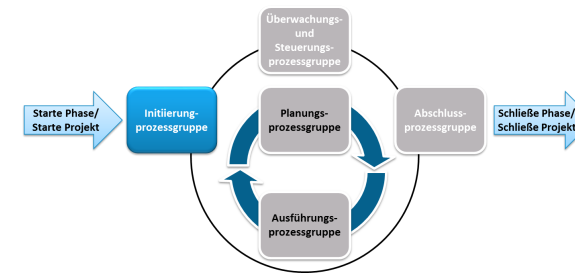 Überwachungs-
und
Steuerungs-
prozessgruppe
Starte Phase/
Starte Projekt
Initiierung-
prozessgruppe
Planungs-
prozessgruppe
Abschluss-
prozessgruppe
Schließe Phase/
Schließe Projekt
Ausführungs-
prozessgruppe